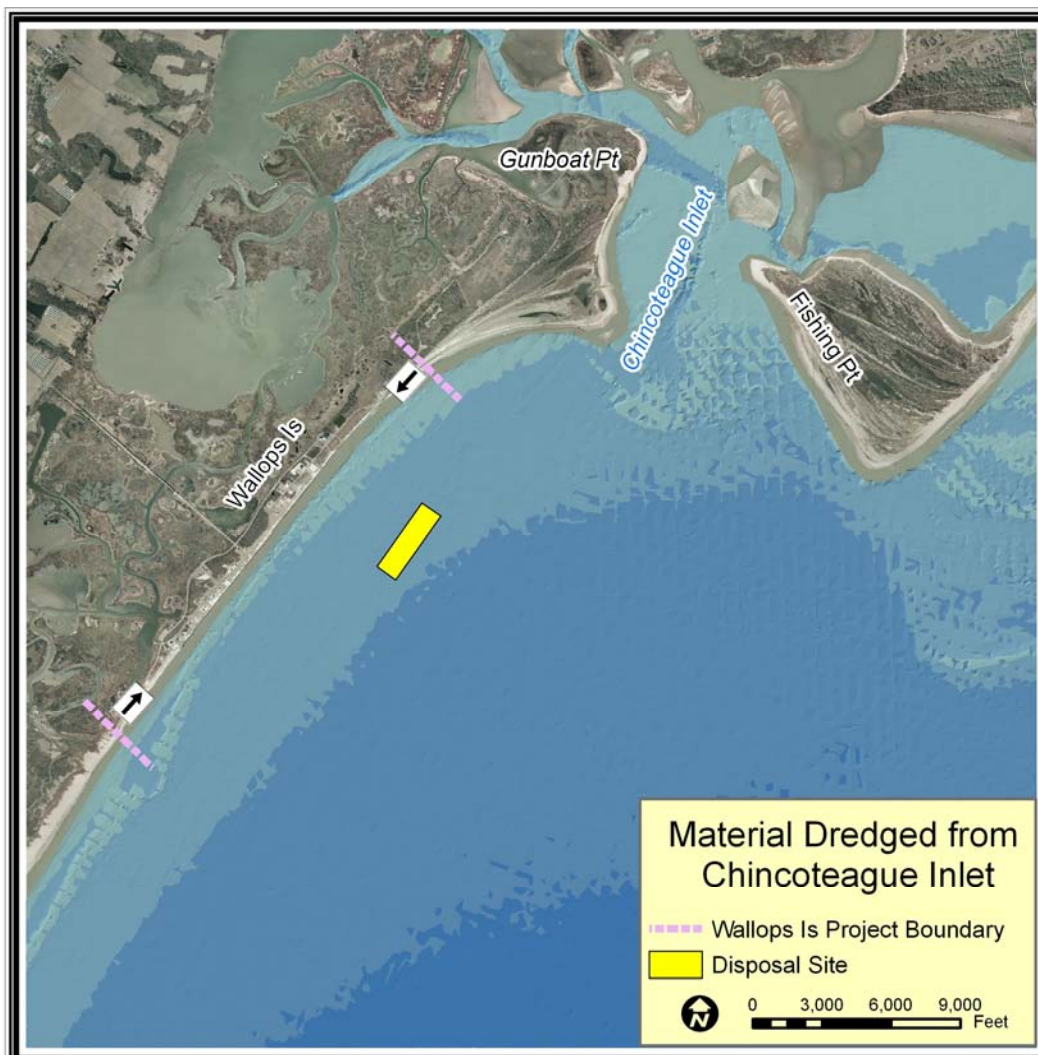 Gunboat Pt
Chincoteague Inlet
Fishing Pt
Wallops Is
Material Dredged from
Chincoteague Inlet
Wallops Is Project Boundary
Disposal Site
N
0 3,000 6,000 9,000
Feet